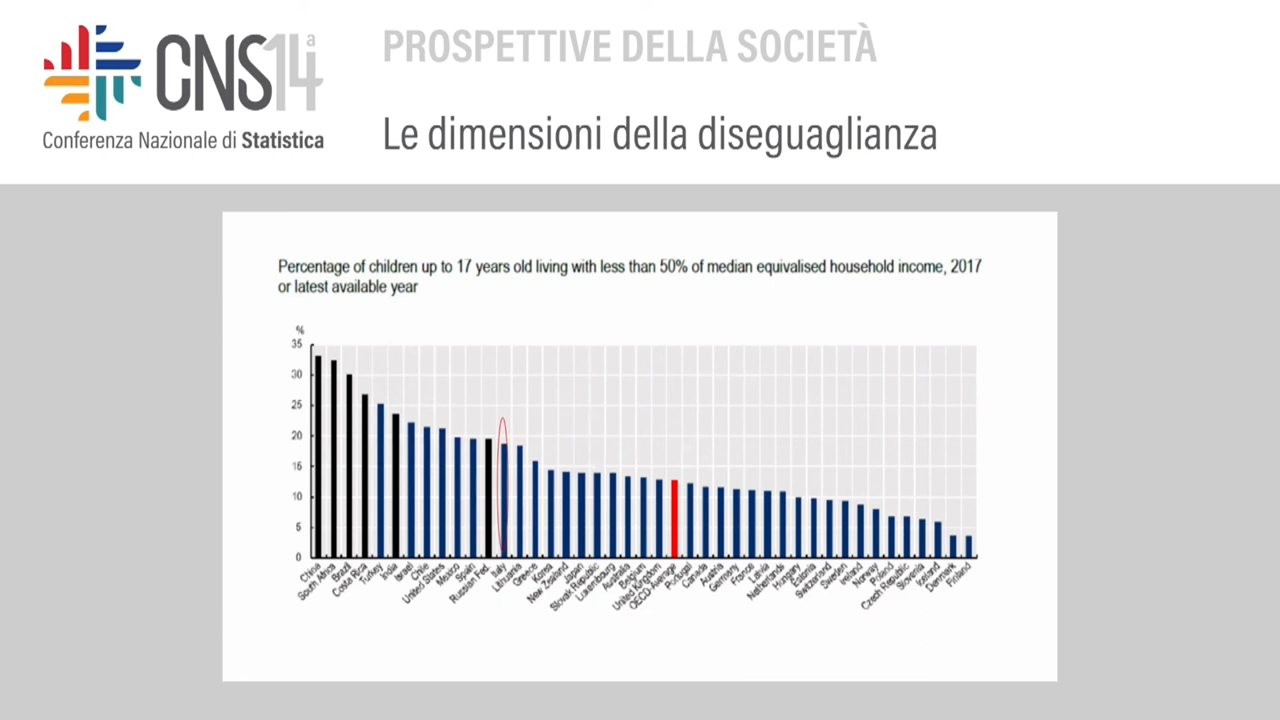 CNS14a
Conferenza Nazionale di Statistica
PROSPETTIVE DELLA SOCIETÀ
Le dimensioni della diseguaglianza
Percentage of children up to 17 years old living with less than 50% of median equivalised household income, 2017
or latest available year
%
35
30
25
20
15
10
5
0
China
South Africa
Brazil
Costa Rica
Turkey
India
Israel
Chile
United States
Mexico
Spain
Russian Fed.
Italy
Lithuania
Greece
Korea
New Zealand
Japan
Slovak Republic
Luxembourg
Australia
Belgium
United Kingdom
OECD-Average
Portugal
Canada
Austria
Germany
France
Latvia
Netherlands
Hungary
Estonia
Switzerland
Sweden
Ireland
Norway
Poland
Czech Republic
Slovenia
Iceland
Denmark
Finland